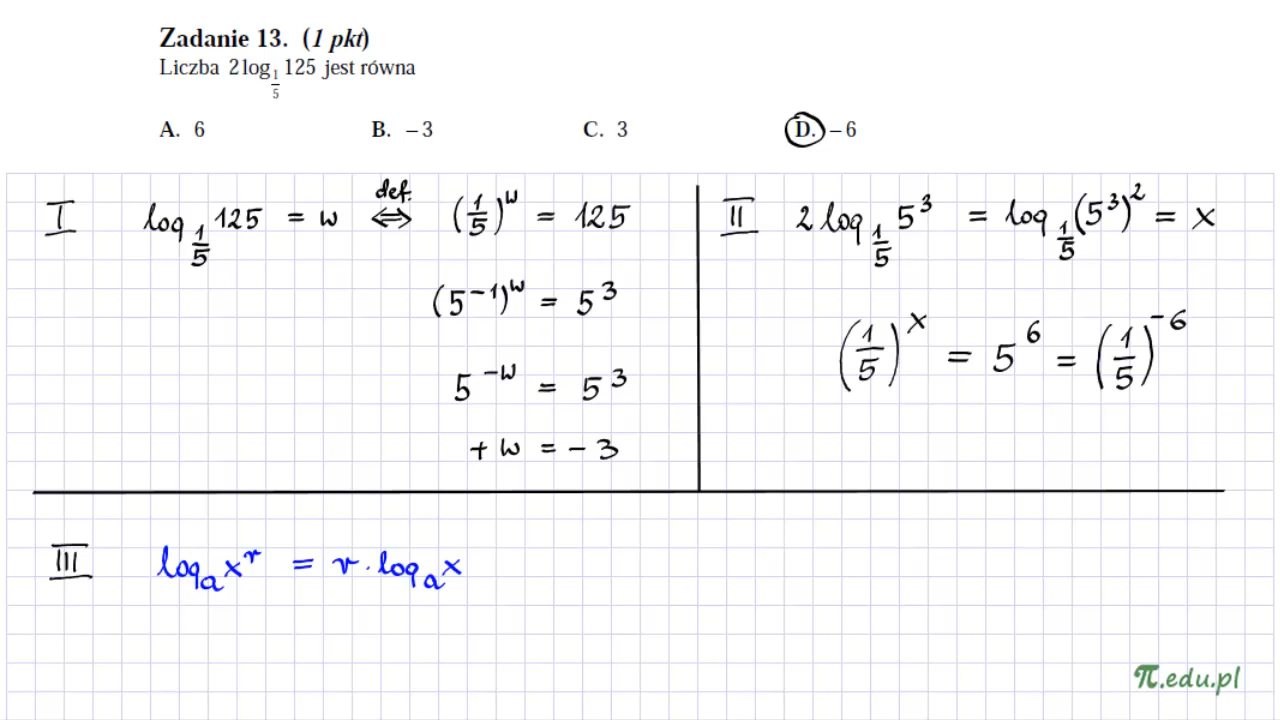 Zadanie 13. (1 pkt)
Liczba 2log_{1/5} 125 jest równa
A. 6 B. –3 C. 3 D. –6
I log_{1/5} 125 = w ⇔ def. (1/5)^w = 125
(5^{-1})^w = 5^3
5^{-w} = 5^3
+w = -3
II 2 log_{1/5} 5^3 = log_{1/5} (5^3)^2 = x
(1/5)^x = 5^6 = (1/5)^{-6}
III log_a x^r = r · log_a x
π.edu.pl